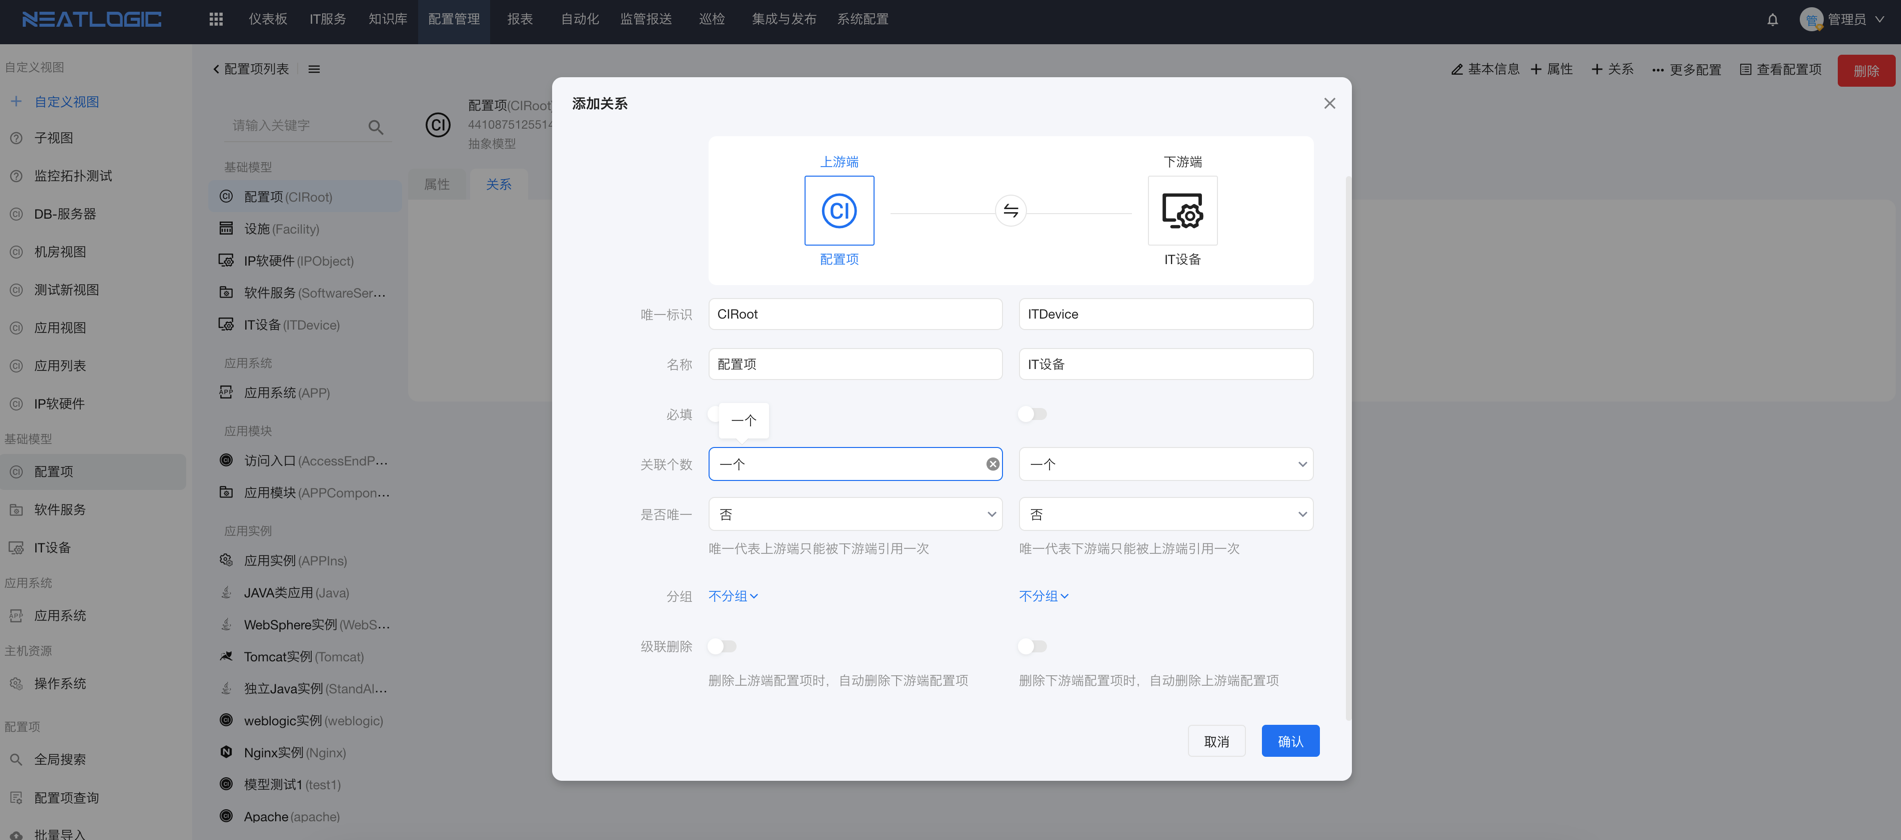 NEATLOGIC
仪表板 IT服务 知识库 配置管理 报表 自动化 监管报送 巡检 集成与发布 系统配置
管 管理员
自定义视图
自定义视图
子视图
监控拓扑测试
DB-服务器
机房视图
测试新视图
应用视图
应用列表
IP软硬件
基础模型
配置项
软件服务
IT设备
应用系统
应用系统
主机资源
操作系统
配置项
全局搜索
配置项查询
批量导入
配置项列表
基本信息 属性 关系 更多配置 查看配置项 删除
请输入关键字
基础模型
配置项(CIRoot)
设施(Facility)
IP软硬件(IPObject)
软件服务(SoftwareSer...
IT设备(ITDevice)
应用系统
应用系统(APP)
应用模块
访问入口(AccessEndP...
应用模块(APPCompon...
应用实例
应用实例(APPIns)
JAVA类应用(Java)
WebSphere实例(WebS...
Tomcat实例(Tomcat)
独立Java实例(StandAl...
weblogic实例(weblogic)
Nginx实例(Nginx)
模型测试1(test1)
Apache(apache)
CI
配置项(CIRoot
4410875125514
抽象模型
属性 关系
添加关系
上游端 下游端
CI
配置项 IT设备
唯一标识 CIRoot ITDevice
名称 配置项 IT设备
必填
一个
关联个数 一个 一个
是否唯一 否 否
唯一代表上游端只能被下游端引用一次 唯一代表下游端只能被上游端引用一次
分组 不分组 不分组
级联删除
删除上游端配置项时，自动删除下游端配置项 删除下游端配置项时，自动删除上游端配置项
取消 确认